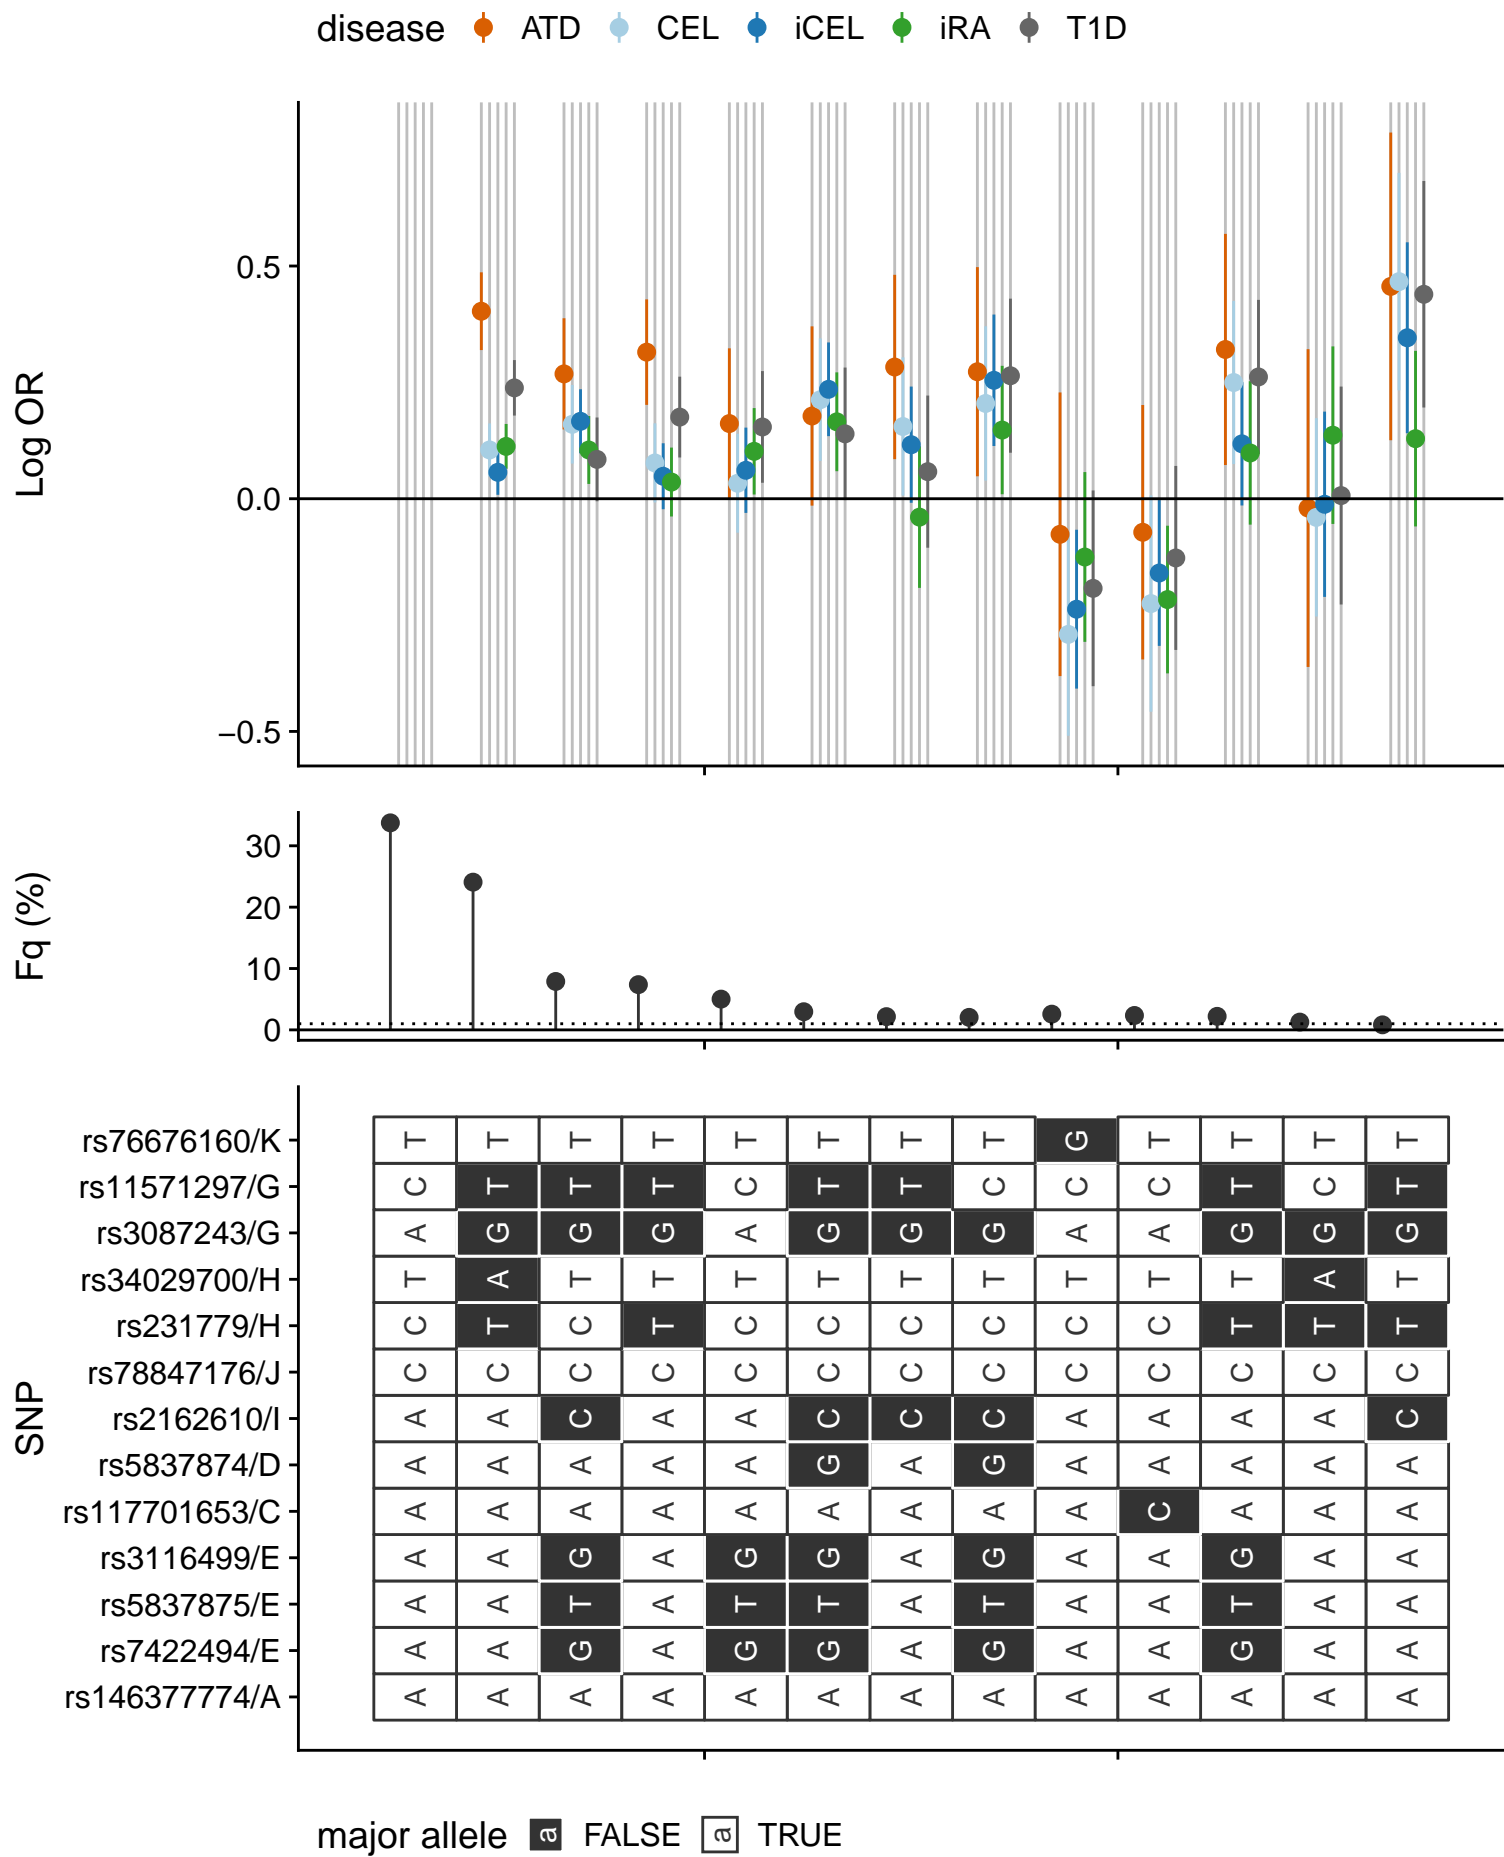 disease ATD CEL iCEL iRA T1D
Log OR
0.5
0.0
−0.5
Fq (%)
30
20
10
0
SNP
rs76676160/K T T T T T T T T G T T T T
rs11571297/G C T T T C T T C C C T C T
rs3087243/G A G G G A G G G A A G G G
rs34029700/H T A T T T T T T T T T A T
rs231779/H C T C T C C C C C C T T T
rs78847176/J C C C C C C C C C C C C C
rs2162610/I A A C A A C C C A A A A C
rs5837874/D A A A A A G A G A A A A A
rs117701653/C A A A A A A A A A C A A A
rs3116499/E A A G A G G A G A A G A A
rs5837875/E A A T A T T A T A A T A A
rs7422494/E A A G A G G A G A A G A A
rs146377774/A A A A A A A A A A A A A A
major allele a FALSE a TRUE